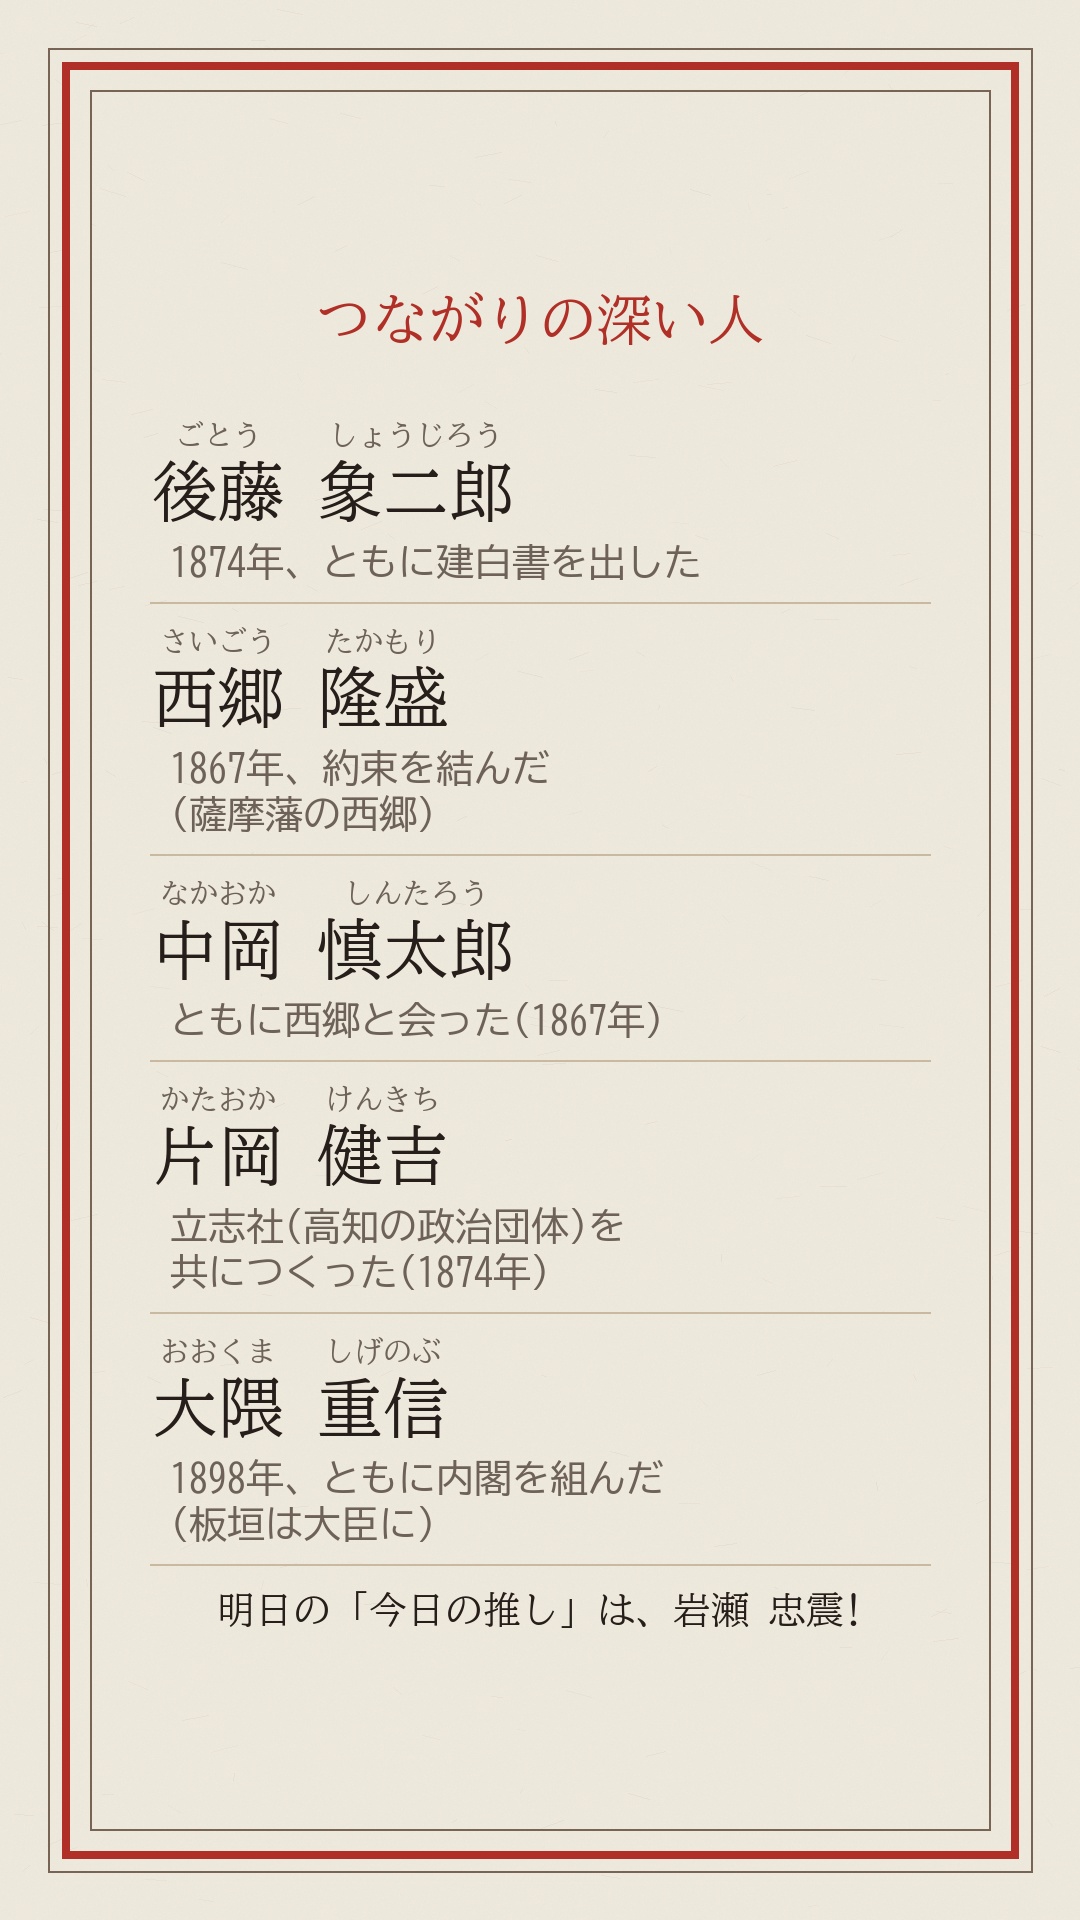 つながりの深い人
ごとう しょうじろう
後藤 象二郎
1874年、ともに建白書を出した
さいごう たかもり
西郷 隆盛
1867年、約束を結んだ
(薩摩藩の西郷)
なかおか しんたろう
中岡 慎太郎
ともに西郷と会った(1867年)
かたおか けんきち
片岡 健吉
立志社(高知の政治団体)を
共につくった(1874年)
おおくま しげのぶ
大隈 重信
1898年、ともに内閣を組んだ
(板垣は大臣に)
明日の「今日の推し」は、岩瀬 忠震!